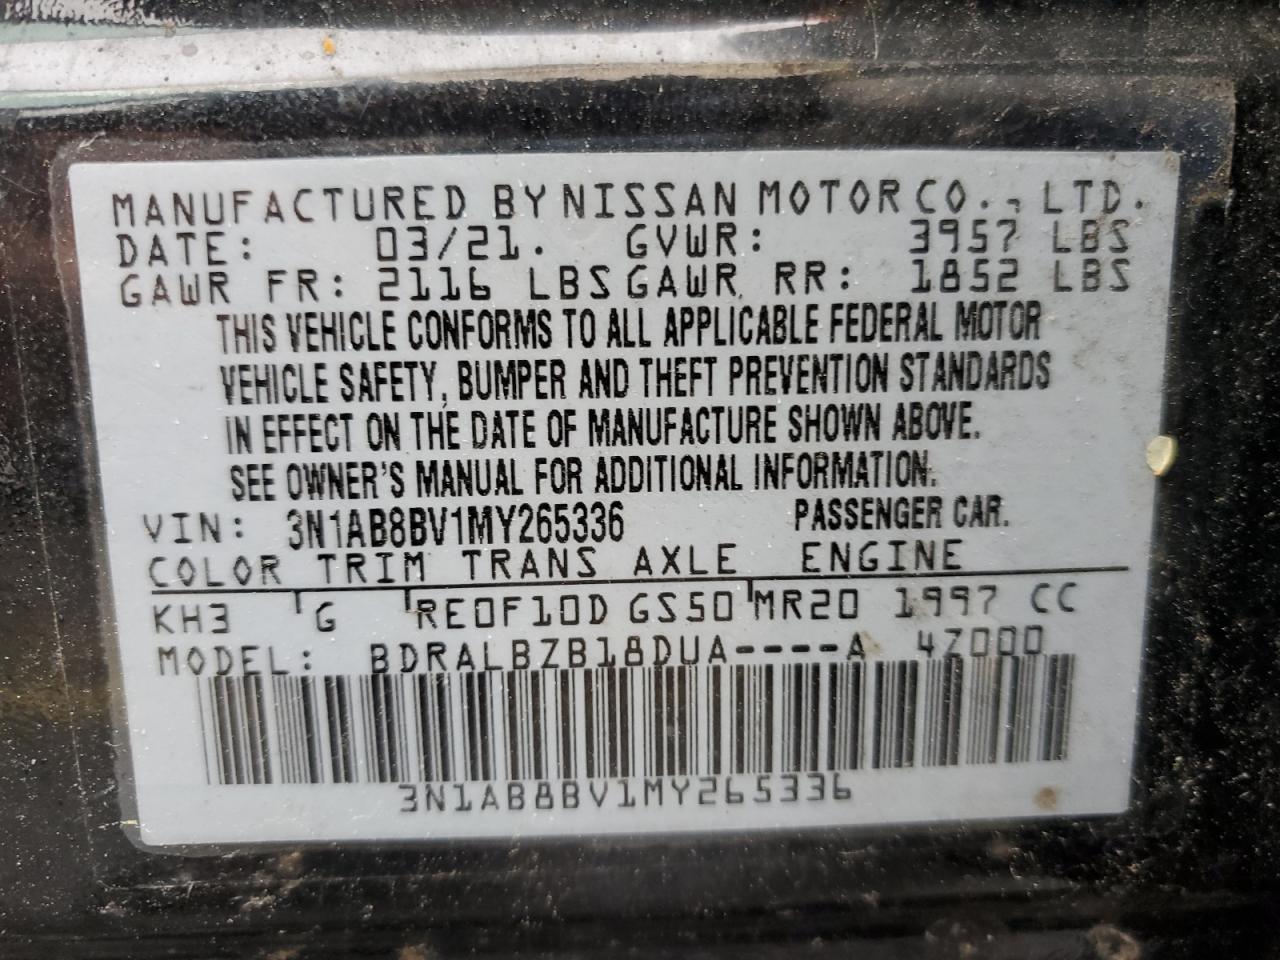 MANUFACTURED BY NISSAN MOTOR CO., LTD.
DATE: 03/21. GVWR: 3957 LBS
GAWR FR: 2116 LBS GAWR RR: 1852 LBS
THIS VEHICLE CONFORMS TO ALL APPLICABLE FEDERAL MOTOR
VEHICLE SAFETY, BUMPER AND THEFT PREVENTION STANDARDS
IN EFFECT ON THE DATE OF MANUFACTURE SHOWN ABOVE.
SEE OWNER'S MANUAL FOR ADDITIONAL INFORMATION.
VIN: 3N1AB8BV1MY265336 PASSENGER CAR.
COLOR TRIM TRANS AXLE ENGINE
KH3 G RE0F10D GS50 MR20 1997 CC
MODEL: BDRALBZB18DUA----A 4Z000
3N1AB8BV1MY265336